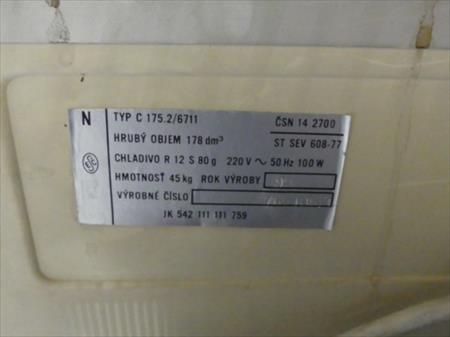 N TYP C 175.2/6711 ČSN 14 2700
HRUBÝ OBJEM 178 dm³ ST SEV 608-77
CHLADIVO R 12 S 80 g 220 V ~ 50 Hz 100 W
HMOTNOSŤ 45 kg ROK VÝROBY
VÝROBNÉ ČÍSLO
JK 542 111 111 759